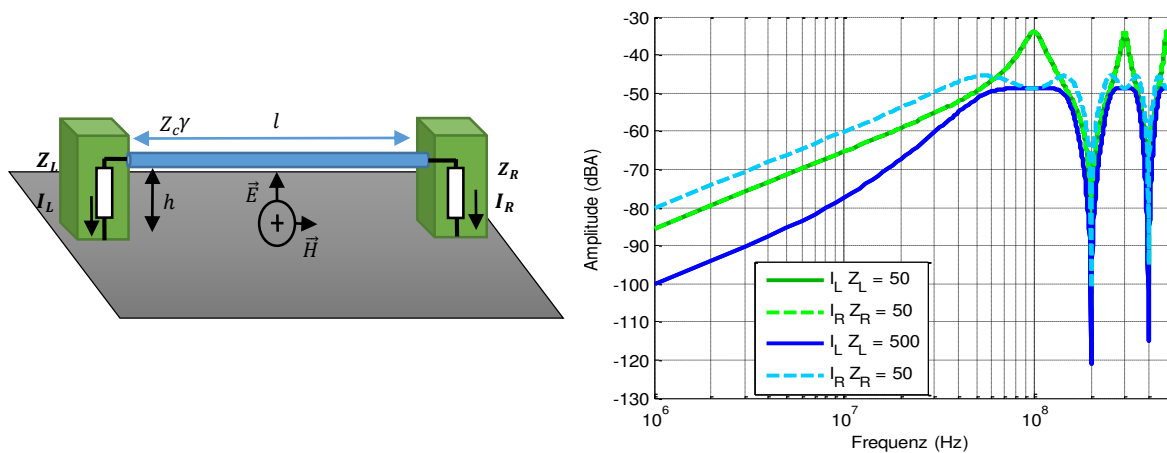 Z_c γ
l
Z_L
Z_R
I_L
h
I_R
E⃗
H⃗
+
Amplitude (dBA)
-30
-40
-50
-60
-70
-80
-90
-100
-110
-120
-130
I_L Z_L = 50
I_R Z_R = 50
I_L Z_L = 500
I_R Z_R = 50
10^6
10^7
10^8
Frequenz (Hz)